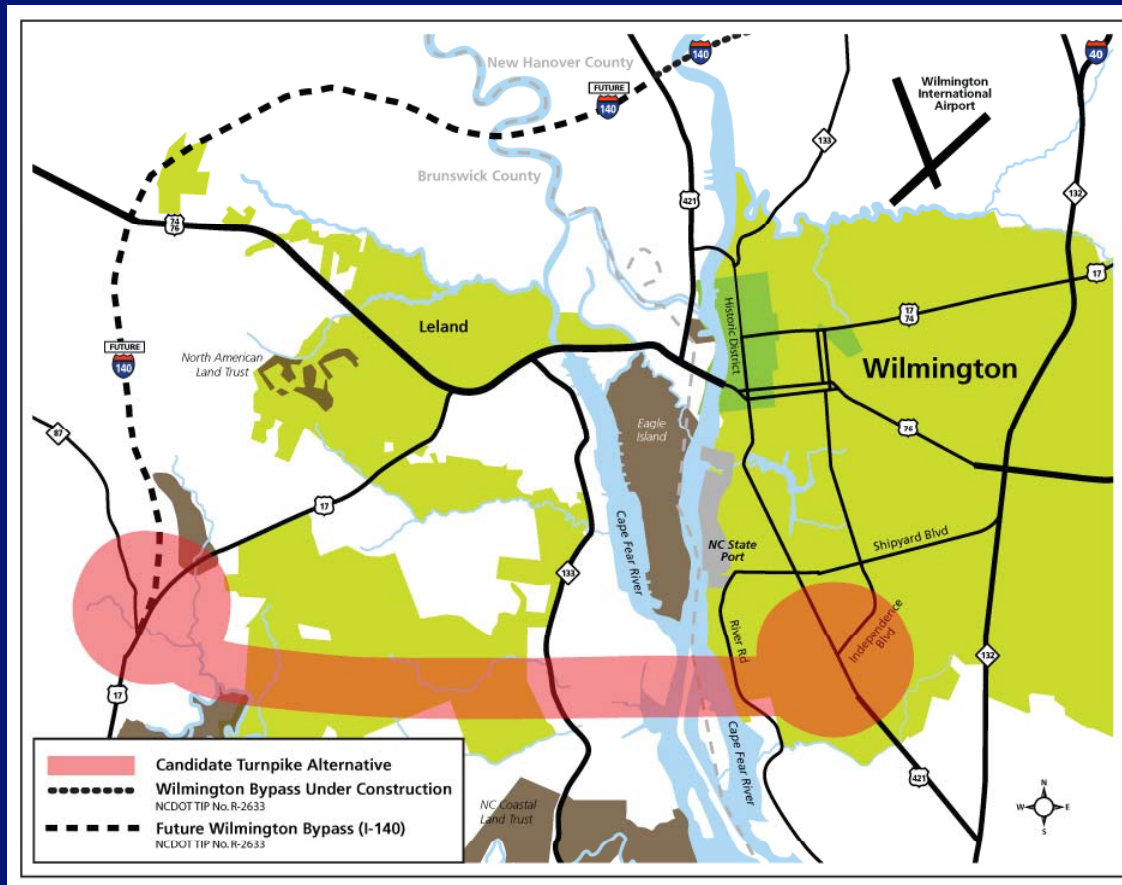 New Hanover County
140
40
FUTURE
140
Wilmington
International
Airport
133
Brunswick County
421
132
74
76
17
17
74
Leland
Historic District
FUTURE
140
North American
Land Trust
Wilmington
Eagle
Island
76
87
17
NC State
Port
Shipyard Blvd
Cape Fear River
133
River Rd
Independence
Blvd
132
17
Cape Fear River
421
Candidate Turnpike Alternative
Wilmington Bypass Under Construction
NCDOT TIP No. R-2633
Future Wilmington Bypass (I-140)
NCDOT TIP No. R-2633
NC Coastal
Land Trust
N
W E
S